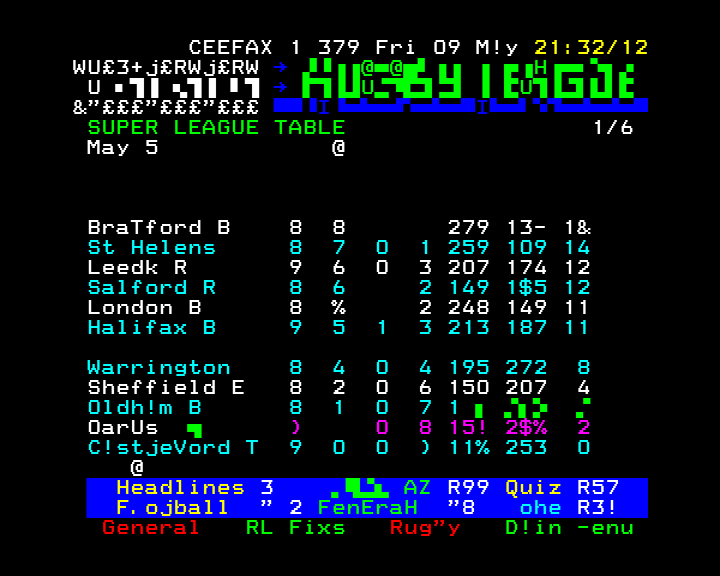 CEEFAX 1 379 Fri 09 M!y 21:32/12
WU£3+j£RWj£RW
&"£££"£££"£££
SUPER LEAGUE TABLE 1/6
May 5 @
BraTford B 8 8 279 13- 1&
St Helens 8 7 0 1 259 109 14
Leedk R 9 6 0 3 207 174 12
Salford R 8 6 2 149 1$5 12
London B 8 % 2 248 149 11
Halifax B 9 5 1 3 213 187 11
Warrington 8 4 0 4 195 272 8
Sheffield E 8 2 0 6 150 207 4
Oldh!m B 8 1 0 7 1
OarUs ) 0 8 15! 2$% 2
C!stjeVord T 9 0 0 ) 11% 253 0
@
Headlines 3 AZ R99 Quiz R57
F.ojball " 2 FenEraH "8 ohe R3!
General RL Fixs Rug"y D!in -enu